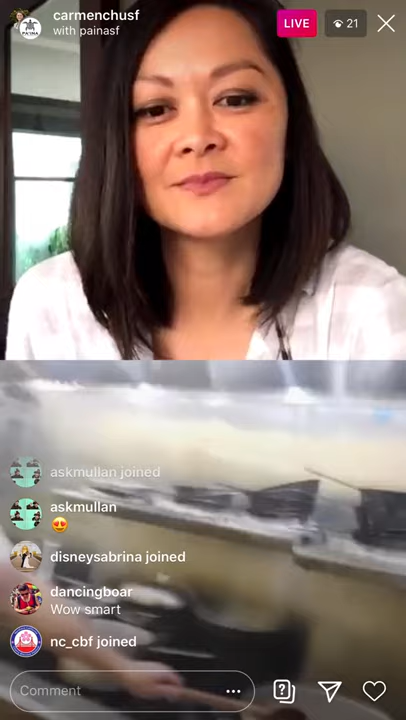 carmenchusf
with painasf
LIVE
21
askmullan joined
askmullan
disneysabrina joined
dancingboar
Wow smart
nc_cbf joined
Comment